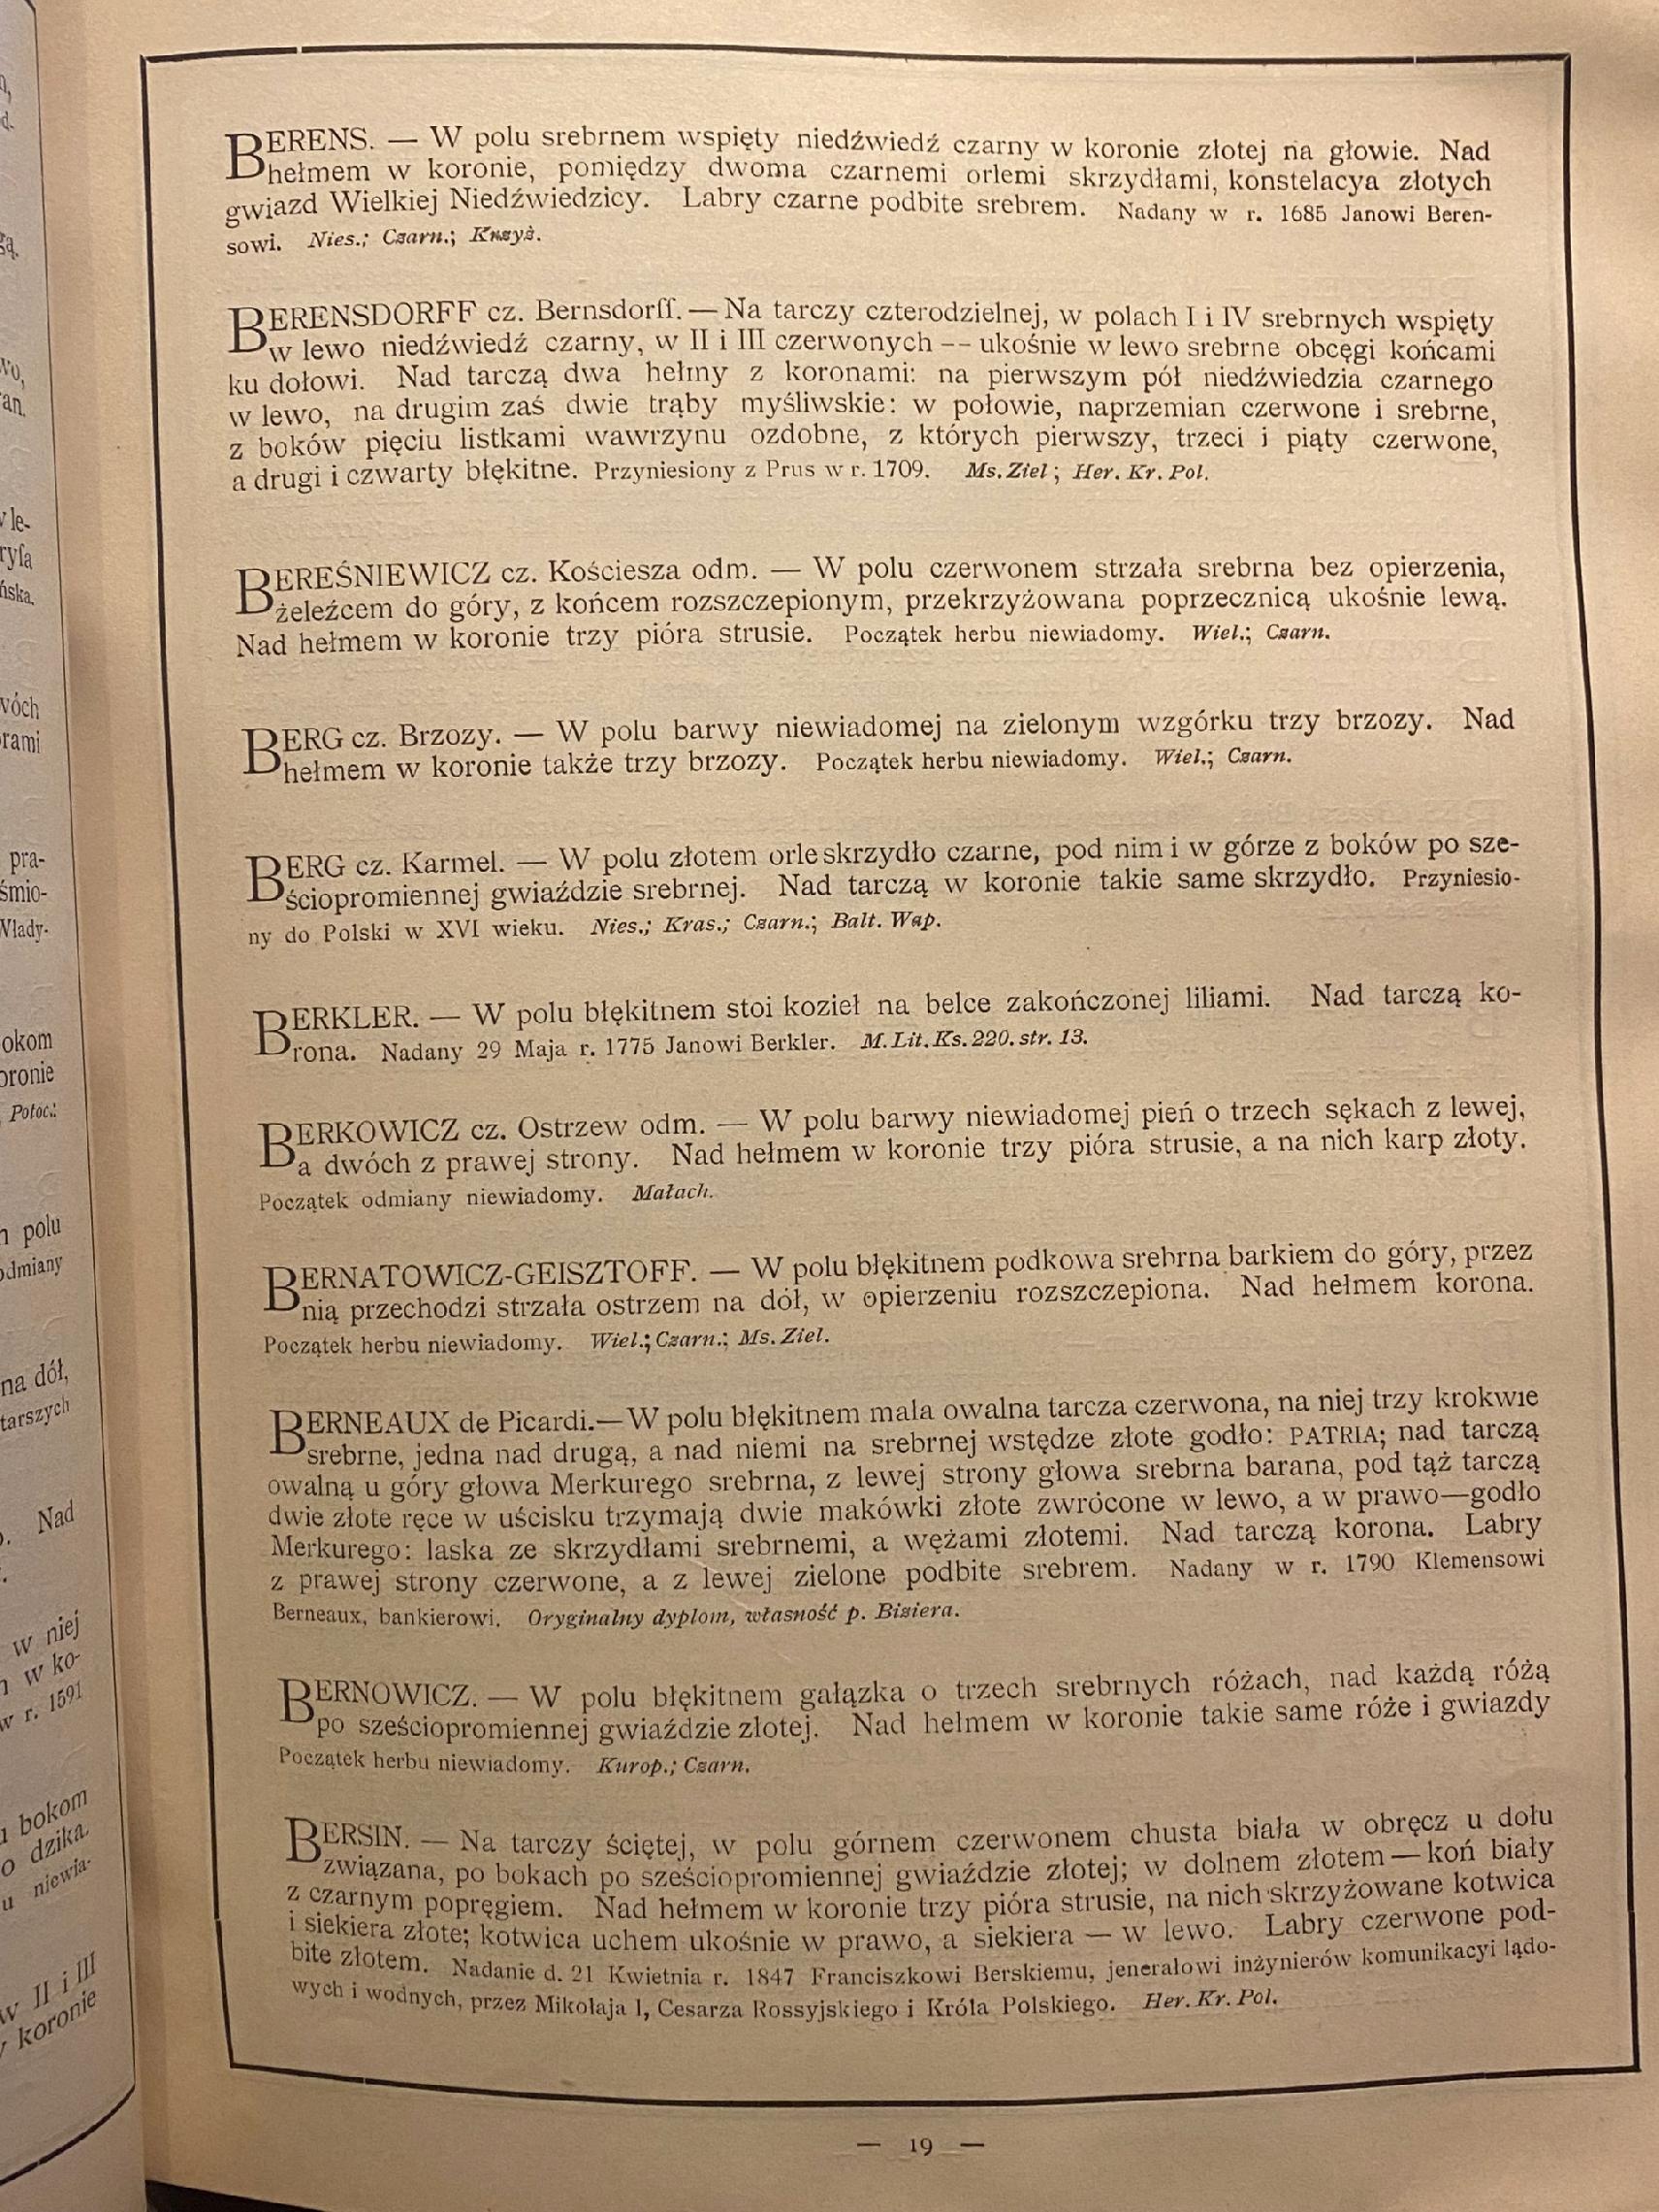 BERENS. — W polu srebrnem wspięty niedźwiedź czarny w koronie złotej na głowie. Nad
hełmem w koronie, pomiędzy dwoma czarnemi orlemi skrzydłami, konstelacya złotych
gwiazd Wielkiej Niedźwiedzicy. Labry czarne podbite srebrem. Nadany w r. 1685 Janowi Beren-
sowi. Nies.; Czarn.;
BERENSDORFF cz. Bernsdorff. — Na tarczy czterodzielnej, w polach I i IV srebrnych wspięty
w lewo niedźwiedź czarny, w II i III czerwonych -- ukośnie w lewo srebrne obcęgi końcami
ku dołowi. Nad tarczą dwa hełmy z koronami: na pierwszym pół niedźwiedzia czarnego
w lewo, na drugim zaś dwie trąby myśliwskie: w połowie, naprzemian czerwone i srebrne,
z boków pięciu listkami wawrzynu ozdobne, z których pierwszy, trzeci i piąty czerwone,
a drugi i czwarty błękitne. Przyniesiony z Prus w r. 1709. Ms. Ziel; Her. Kr. Pol.
BEREŚNIEWICZ cz. Kościesza odm. — W polu czerwonem strzała srebrna bez opierzenia,
żeleźcem do góry, z końcem rozszczepionym, przekrzyżowana poprzecznicą ukośnie lewą.
Nad hełmem w koronie trzy pióra strusie. Początek herbu niewiadomy. Wiel.; Czarn.
BERG cz. Brzozy. — W polu barwy niewiadomej na zielonym wzgórku trzy brzozy. Nad
hełmem w koronie także trzy brzozy. Początek herbu niewiadomy. Wiel.; Czarn.
BERG cz. Karmel. — W polu złotem orle skrzydło czarne, pod nim i w górze z boków po sze-
ściopromiennej gwiaździe srebrnej. Nad tarczą w koronie takie same skrzydło. Przyniesio-
ny do Polski w XVI wieku. Nies.; Kras.; Czarn.; Balt. Wap.
BERKLER. — W polu błękitnem stoi kozieł na belce zakończonej liliami. Nad tarczą ko-
rona. Nadany 29 Maja r. 1775 Janowi Berkler. M. Lit. Ks. 220. str. 13.
BERKOWICZ cz. Ostrzew odm. — W polu barwy niewiadomej pień o trzech sękach z lewej,
a dwóch z prawej strony. Nad hełmem w koronie trzy pióra strusie, a na nich karp złoty.
Początek odmiany niewiadomy. Małach.
BERNATOWICZ-GEISZTOFF. — W polu błękitnem podkowa srebrna barkiem do góry, przez
nią przechodzi strzała ostrzem na dół, w opierzeniu rozszczepiona. Nad hełmem korona.
Początek herbu niewiadomy. Wiel.; Czarn.; Ms. Ziel.
BERNEAUX de Picardi. — W polu błękitnem mała owalna tarcza czerwona, na niej trzy krokwie
srebrne, jedna nad drugą, a nad niemi na srebrnej wstędze złote godło: PATRIA; nad tarczą
owalną u góry głowa Merkurego srebrna, z lewej strony głowa srebrna barana, pod tąż tarczą
dwie złote ręce w uścisku trzymają dwie makówki złote zwrócone w lewo, a w prawo—godło
Merkurego: laska ze skrzydłami srebrnemi, a wężami złotemi. Nad tarczą korona. Labry
z prawej strony czerwone, a z lewej zielone podbite srebrem. Nadany w r. 1790 Klemensowi
Berneaux, bankierowi. Oryginalny dyplom, własność p. Biziera.
BERNOWICZ. — W polu błękitnem gałązka o trzech srebrnych różach, nad każdą różą
po sześciopromiennej gwiaździe złotej. Nad hełmem w koronie takie same róże i gwiazdy
Początek herbu niewiadomy. Kurop.; Czarn.
BERSIN. — Na tarczy ściętej, w polu górnem czerwonem chusta biała w obręcz u dołu
związana, po bokach po sześciopromiennej gwiaździe złotej; w dolnem złotem — koń biały
z czarnym popręgiem. Nad hełmem w koronie trzy pióra strusie, na nich skrzyżowane kotwica
i siekiera złote; kotwica uchem ukośnie w prawo, a siekiera — w lewo. Labry czerwone pod-
bite złotem. Nadanie d. 21 Kwietnia r. 1847 Franciszkowi Berskiemu, jenerałowi inżynierów komunikacyi lądo-
wych i wodnych, przez Mikołaja I, Cesarza Rossyjskiego i Króla Polskiego. Her. Kr. Pol.
— 19 —